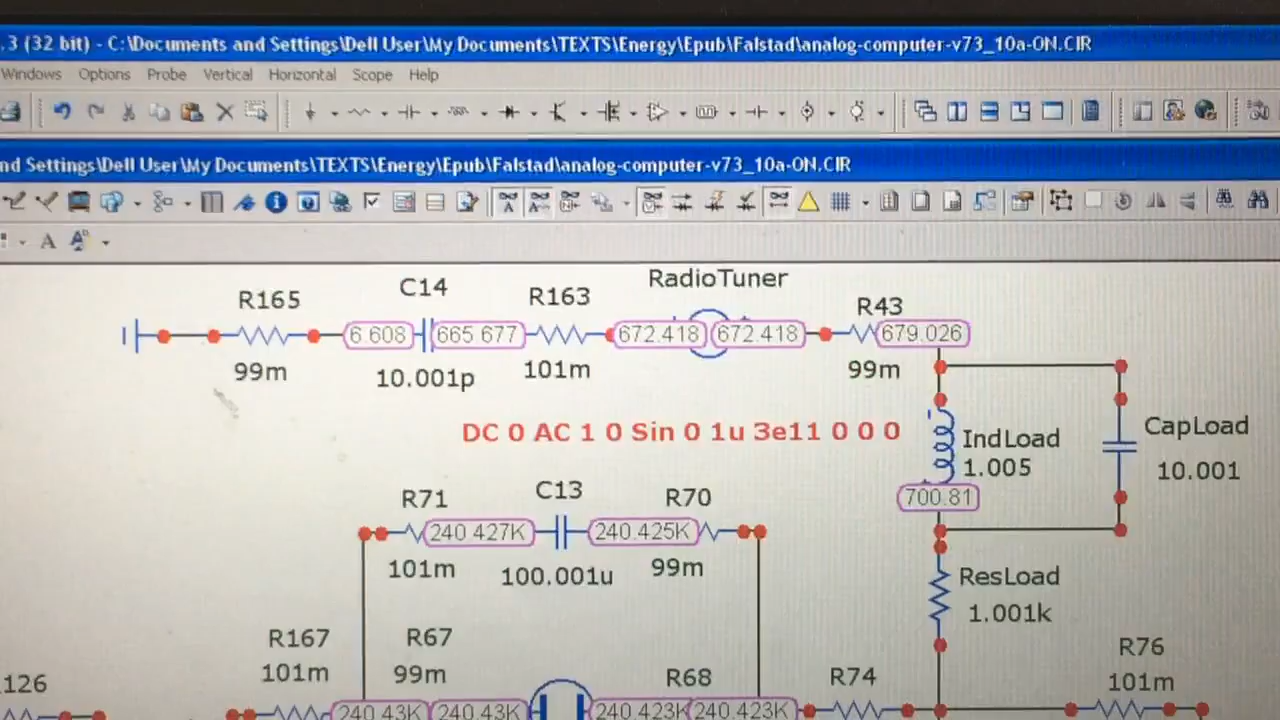 .3 (32 bit) - C:\Documents and Settings\Dell User\My Documents\TEXTS\Energy\Epub\Falstad\analog-computer-v73_10a-ON.CIR
Windows Options Probe Vertical Horizontal Scope Help
nd Settings\Dell User\My Documents\TEXTS\Energy\Epub\Falstad\analog-computer-v73_10a-ON.CIR
A
RadioTuner
R165 C14 R163 R43
6.608 665.677 672.418 672.418 679.026
99m 10.001p 101m 99m
DC 0 AC 1 0 Sin 0 1u 3e11 0 0 0
IndLoad
1.005
CapLoad
10.001
700.81
R71 C13 R70
240.427K 240.425K
101m 100.001u 99m
ResLoad
1.001k
R167 R67
101m 99m
R68 R74
R76
101m
126
240.43K 240.43K 240.423K 240.423K